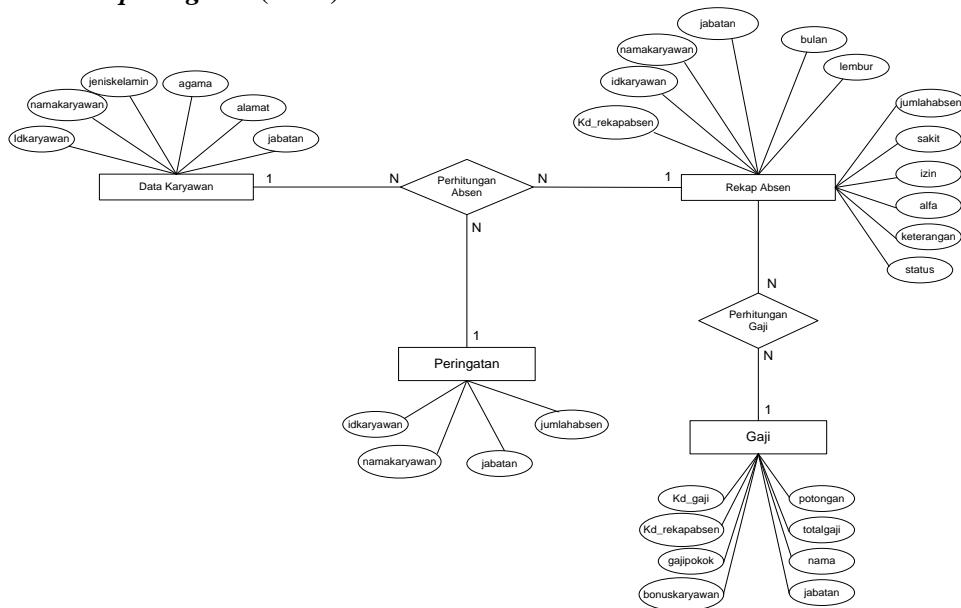 jabatan
bulan
namakaryawan
lembur
idkaryawan
Kd_rekapabsen
jeniskelamin
agama
namakaryawan
alamat
Idkaryawan
jabatan
jumlahabsen
sakit
izin
alfa
keterangan
status
Data Karyawan
1
N
Perhitungan
Absen
N
1
Rekap Absen
N
N
Perhitungan
Gaji
N
1
Peringatan
idkaryawan
namakaryawan
jabatan
jumlahabsen
1
Gaji
Kd_gaji
Kd_rekapabsen
gajipokok
bonuskaryawan
potongan
totalgaji
nama
jabatan